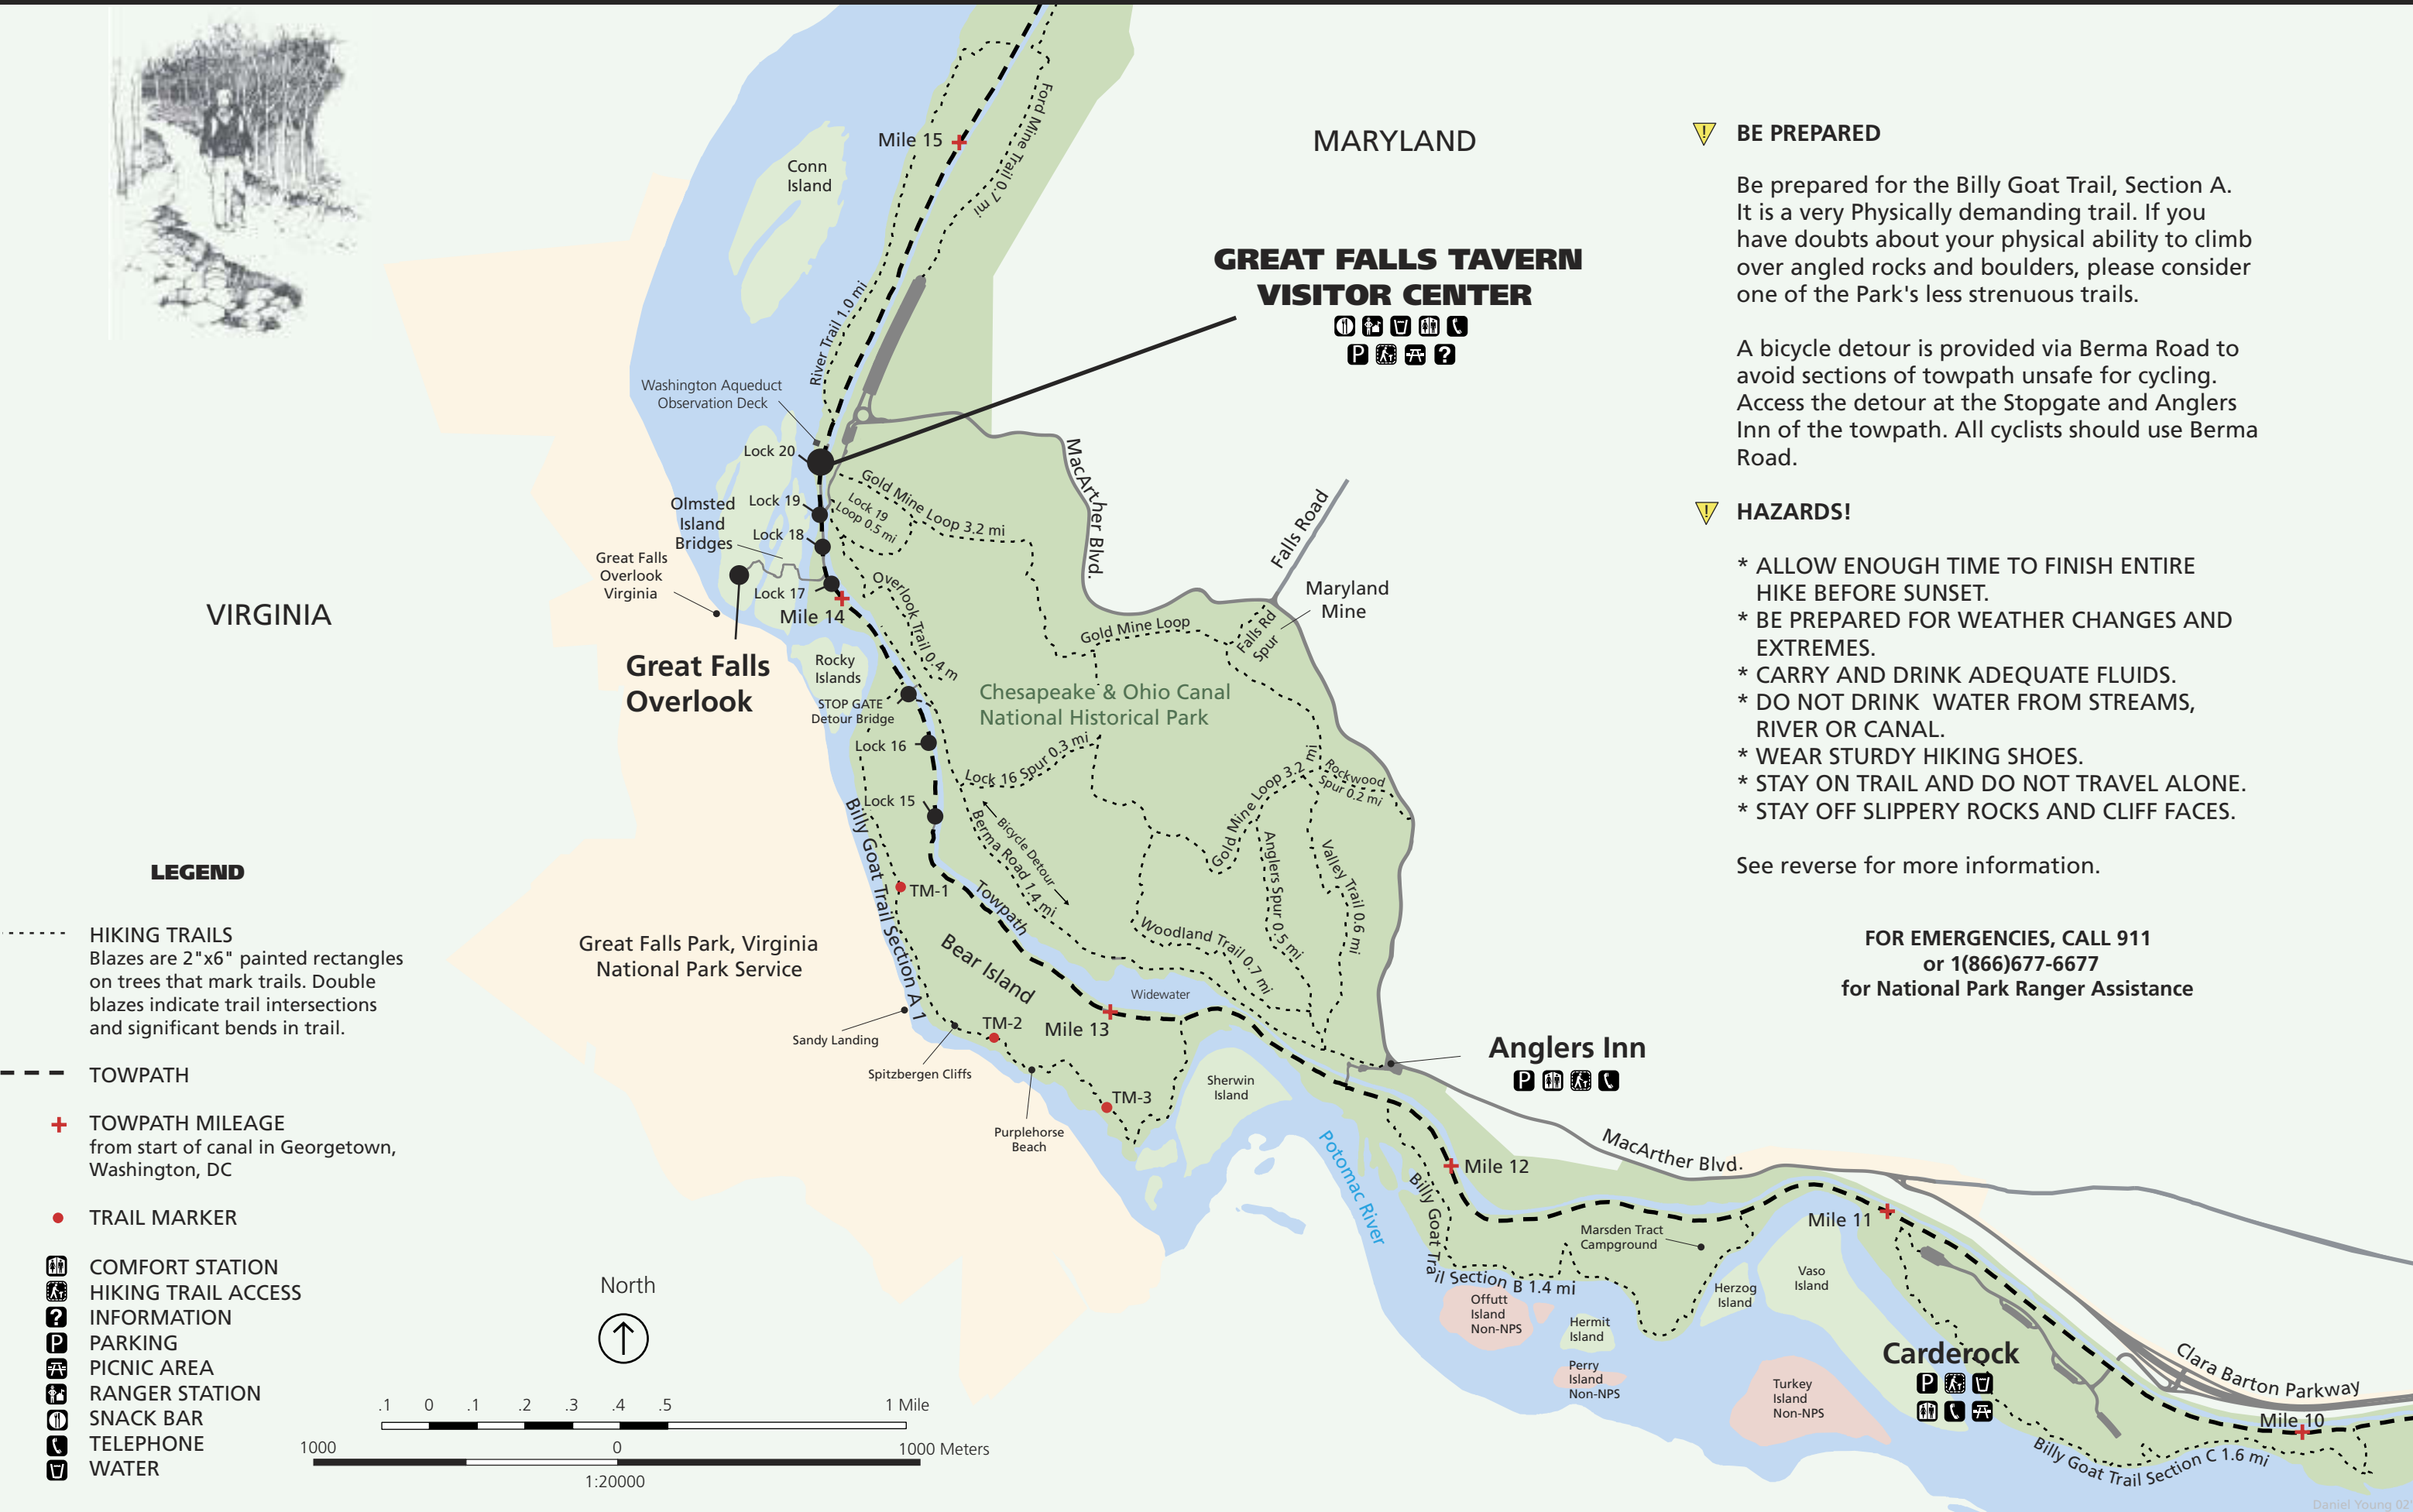 Mile 15
Conn
Island
Ford Mine Trail 0.7 mi
MARYLAND
GREAT FALLS TAVERN
VISITOR CENTER
P
?
River Trail 1.0 mi
Washington Aqueduct
Observation Deck
Lock 20
Olmsted
Island
Bridges
Lock 19
Lock 18
Lock 17
Mile 14
Gold Mine Loop 3.2 mi
Lock 19
Loop 0.5 mi
Great Falls
Overlook
Virginia
VIRGINIA
Great Falls
Overlook
Overlook Trail 0.4 m
Rocky
Islands
STOP GATE
Detour Bridge
Lock 16
Lock 15
MacArther Blvd.
Falls Road
Maryland
Mine
Gold Mine Loop
Falls Rd
Spur
Chesapeake & Ohio Canal
National Historical Park
Lock 16 Spur 0.3 mi
Bicycle Detour
Berma Road 1.4 mi
Gold Mine Loop 3.2 mi
Rockwood
Spur 0.2 mi
Anglers Spur 0.5 mi
Valley Trail 0.6 mi
Woodland Trail 0.7 mi
Billy Goat Trail Section A 1
TM-1
Towpath
Bear Island
Great Falls Park, Virginia
National Park Service
Sandy Landing
Spitzbergen Cliffs
TM-2
Mile 13
Widewater
Purplehorse
Beach
TM-3
Sherwin
Island
Anglers Inn
P
Potomac River
Mile 12
MacArther Blvd.
Billy Goat Trail Section B 1.4 mi
Marsden Tract
Campground
Mile 11
Offutt
Island
Non-NPS
Hermit
Island
Perry
Island
Non-NPS
Herzog
Island
Vaso
Island
Turkey
Island
Non-NPS
Carderock
P
Clara Barton Parkway
Mile 10
Billy Goat Trail Section C 1.6 mi
BE PREPARED
Be prepared for the Billy Goat Trail, Section A.
It is a very Physically demanding trail. If you
have doubts about your physical ability to climb
over angled rocks and boulders, please consider
one of the Park's less strenuous trails.
A bicycle detour is provided via Berma Road to
avoid sections of towpath unsafe for cycling.
Access the detour at the Stopgate and Anglers
Inn of the towpath. All cyclists should use Berma
Road.
HAZARDS!
* ALLOW ENOUGH TIME TO FINISH ENTIRE
HIKE BEFORE SUNSET.
* BE PREPARED FOR WEATHER CHANGES AND
EXTREMES.
* CARRY AND DRINK ADEQUATE FLUIDS.
* DO NOT DRINK WATER FROM STREAMS,
RIVER OR CANAL.
* WEAR STURDY HIKING SHOES.
* STAY ON TRAIL AND DO NOT TRAVEL ALONE.
* STAY OFF SLIPPERY ROCKS AND CLIFF FACES.
See reverse for more information.
FOR EMERGENCIES, CALL 911
or 1(866)677-6677
for National Park Ranger Assistance
LEGEND
HIKING TRAILS
Blazes are 2"x6" painted rectangles
on trees that mark trails. Double
blazes indicate trail intersections
and significant bends in trail.
TOWPATH
TOWPATH MILEAGE
from start of canal in Georgetown,
Washington, DC
TRAIL MARKER
COMFORT STATION
HIKING TRAIL ACCESS
? INFORMATION
P PARKING
PICNIC AREA
RANGER STATION
SNACK BAR
TELEPHONE
WATER
North
.1 0 .1 .2 .3 .4 .5 1 Mile
1000 0 1000 Meters
1:20000
Daniel Young 02